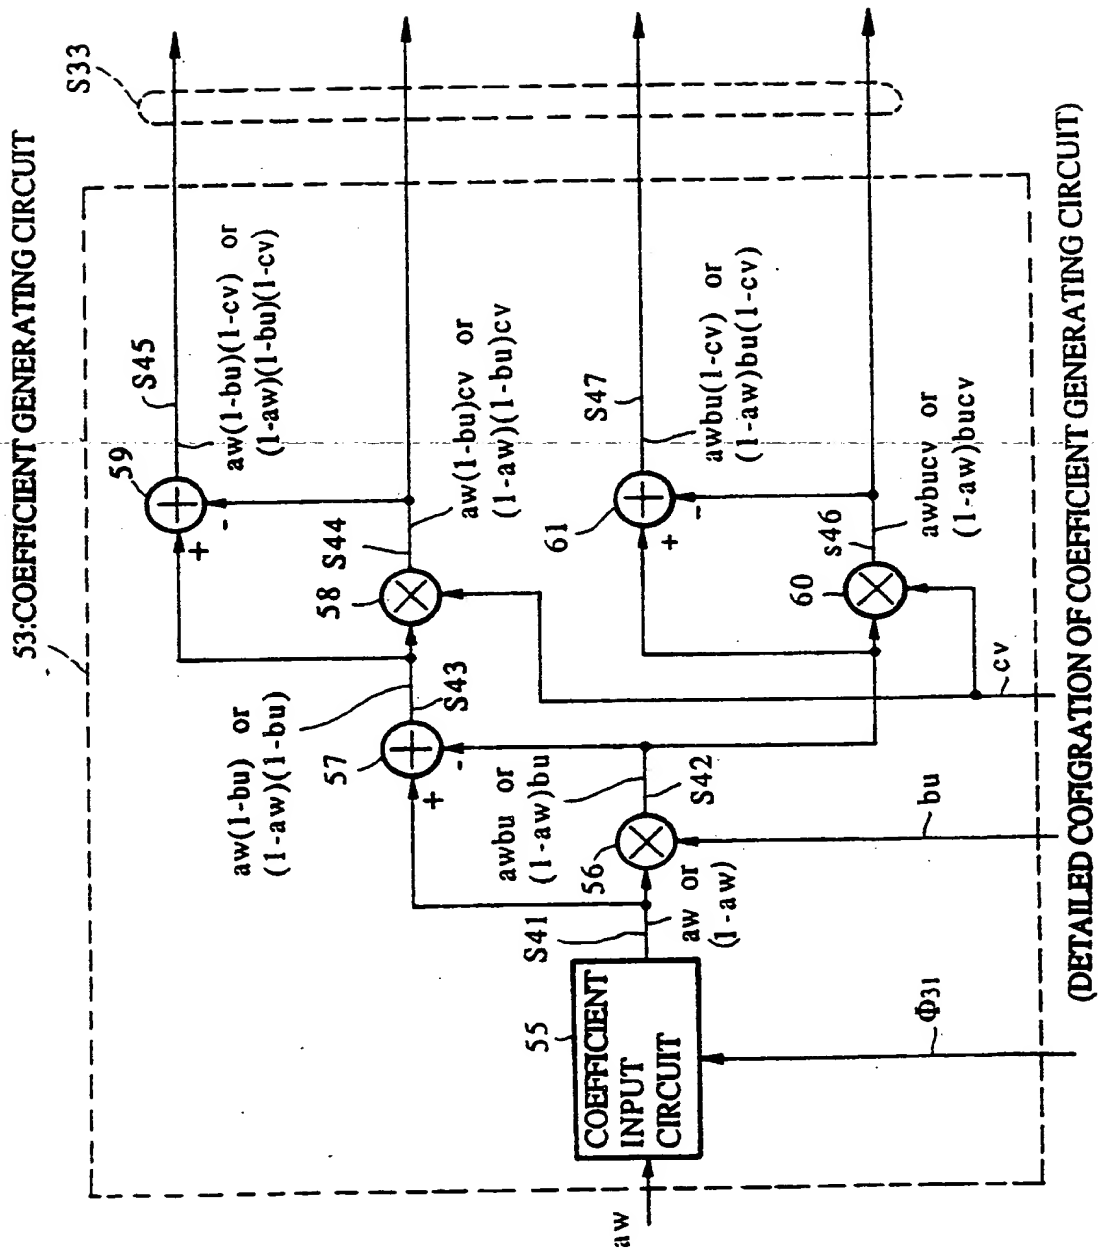 53:COEFFICIENT GENERATING CIRCUIT
S33
59
S45
aw(1-bu)(1-cv) or
(1-aw)(1-bu)(1-cv)
+
-
aw(1-bu) or
(1-aw)(1-bu)
57
S43
+
-
58
S44
aw(1-bu)cv or
(1-aw)(1-bu)cv
61
S47
awbu(1-cv) or
(1-aw)bu(1-cv)
+
-
awbu or
(1-aw)bu
56
S42
S41
aw or
(1-aw)
60
s46
awbucv or
(1-aw)bucv
55
COEFFICIENT
INPUT
CIRCUIT
aw
Φ31
bu
cv
(DETAILED COFIGRATION OF COEFFICIENT GENERATING CIRCUIT)